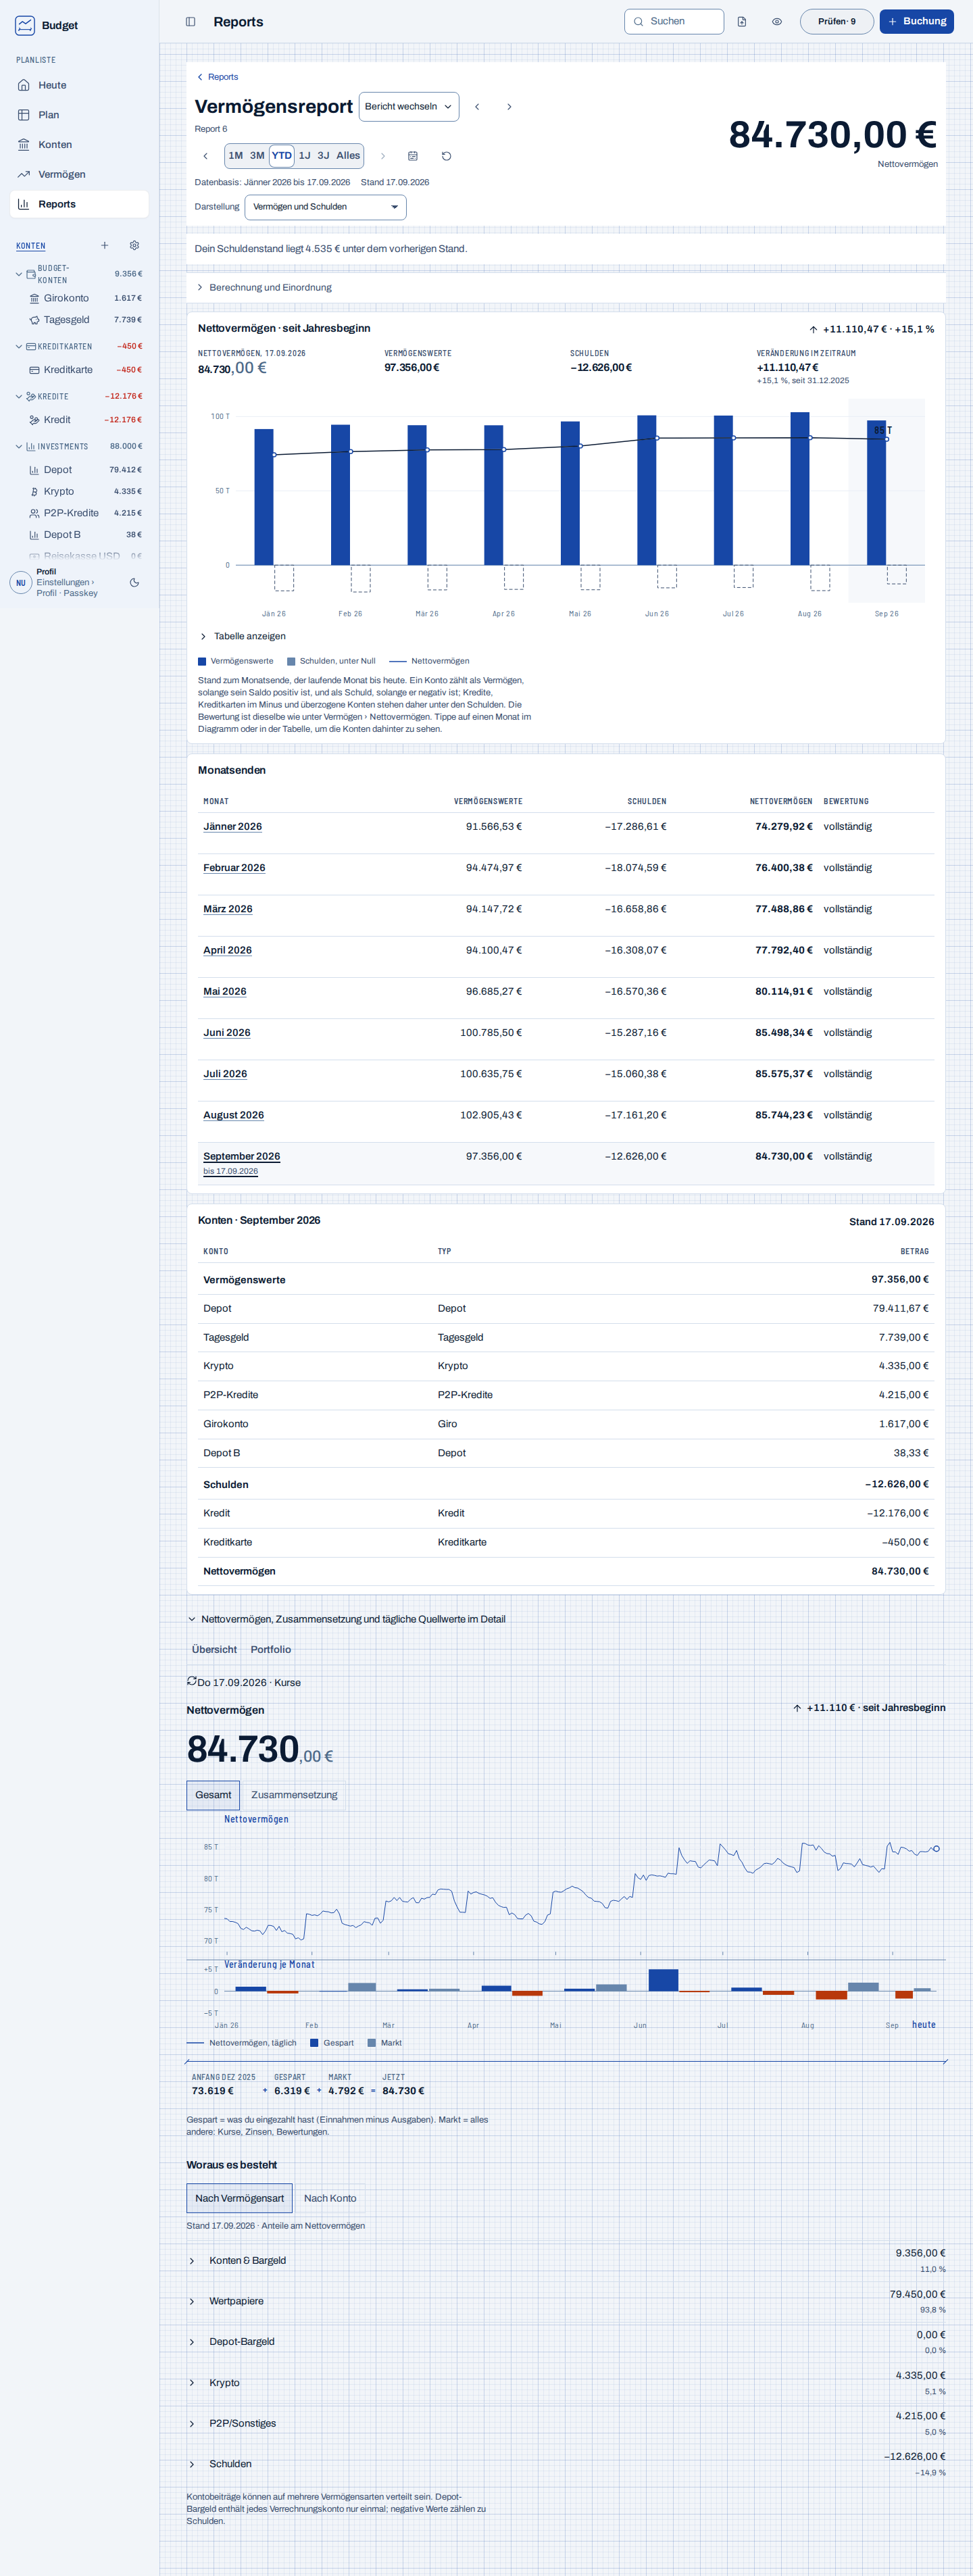 Budget
PLANLISTE
Heute
Plan
Konten
Vermögen
Reports
KONTEN
BUDGET-
KONTEN
9.356 €
Girokonto 1.617 €
Tagesgeld 7.739 €
KREDITKARTEN −450 €
Kreditkarte −450 €
KREDITE −12.176 €
Kredit −12.176 €
INVESTMENTS 88.000 €
Depot 79.412 €
Krypto 4.335 €
P2P-Kredite 4.215 €
Depot B 38 €
Reisekasse USD 0 €
NU
Profil
Einstellungen ›
Profil · Passkey
Reports
Suchen
Prüfen · 9
Buchung
Reports
Vermögensreport
Bericht wechseln
Report 6
1M 3M YTD 1J 3J Alles
Datenbasis: Jänner 2026 bis 17.09.2026 Stand 17.09.2026
Darstellung Vermögen und Schulden
84.730,00 €
Nettovermögen
Dein Schuldenstand liegt 4.535 € unter dem vorherigen Stand.
Berechnung und Einordnung
Nettovermögen · seit Jahresbeginn
+11.110,47 € · +15,1 %
NETTOVERMÖGEN, 17.09.2026
84.730,00 €
VERMÖGENSWERTE
97.356,00 €
SCHULDEN
−12.626,00 €
VERÄNDERUNG IM ZEITRAUM
+11.110,47 €
+15,1 %, seit 31.12.2025
100 T
50 T
0
85 T
Jän 26 Feb 26 Mär 26 Apr 26 Mai 26 Jun 26 Jul 26 Aug 26 Sep 26
Tabelle anzeigen
Vermögenswerte Schulden, unter Null Nettovermögen
Stand zum Monatsende, der laufende Monat bis heute. Ein Konto zählt als Vermögen,
solange sein Saldo positiv ist, und als Schuld, solange er negativ ist; Kredite,
Kreditkarten im Minus und überzogene Konten stehen daher unter den Schulden. Die
Bewertung ist dieselbe wie unter Vermögen › Nettovermögen. Tippe auf einen Monat im
Diagramm oder in der Tabelle, um die Konten dahinter zu sehen.
Monatsenden
MONAT VERMÖGENSWERTE SCHULDEN NETTOVERMÖGEN BEWERTUNG
Jänner 2026 91.566,53 € −17.286,61 € 74.279,92 € vollständig
Februar 2026 94.474,97 € −18.074,59 € 76.400,38 € vollständig
März 2026 94.147,72 € −16.658,86 € 77.488,86 € vollständig
April 2026 94.100,47 € −16.308,07 € 77.792,40 € vollständig
Mai 2026 96.685,27 € −16.570,36 € 80.114,91 € vollständig
Juni 2026 100.785,50 € −15.287,16 € 85.498,34 € vollständig
Juli 2026 100.635,75 € −15.060,38 € 85.575,37 € vollständig
August 2026 102.905,43 € −17.161,20 € 85.744,23 € vollständig
September 2026 97.356,00 € −12.626,00 € 84.730,00 € vollständig
bis 17.09.2026
Konten · September 2026
Stand 17.09.2026
KONTO TYP BETRAG
Vermögenswerte 97.356,00 €
Depot Depot 79.411,67 €
Tagesgeld Tagesgeld 7.739,00 €
Krypto Krypto 4.335,00 €
P2P-Kredite P2P-Kredite 4.215,00 €
Girokonto Giro 1.617,00 €
Depot B Depot 38,33 €
Schulden −12.626,00 €
Kredit Kredit −12.176,00 €
Kreditkarte Kreditkarte −450,00 €
Nettovermögen 84.730,00 €
Nettovermögen, Zusammensetzung und tägliche Quellwerte im Detail
Übersicht Portfolio
Do 17.09.2026 · Kurse
Nettovermögen
+11.110 € · seit Jahresbeginn
84.730,00 €
Gesamt Zusammensetzung
Nettovermögen
85 T
80 T
75 T
70 T
Veränderung je Monat
+5 T
0
−5 T
Jän 26 Feb Mär Apr Mai Jun Jul Aug Sep heute
Nettovermögen, täglich Gespart Markt
ANFANG DEZ 2025 GESPART MARKT JETZT
73.619 € + 6.319 € + 4.792 € = 84.730 €
Gespart = was du eingezahlt hast (Einnahmen minus Ausgaben). Markt = alles
andere: Kurse, Zinsen, Bewertungen.
Woraus es besteht
Nach Vermögensart Nach Konto
Stand 17.09.2026 · Anteile am Nettovermögen
Konten & Bargeld 9.356,00 €
11,0 %
Wertpapiere 79.450,00 €
93,8 %
Depot-Bargeld 0,00 €
0,0 %
Krypto 4.335,00 €
5,1 %
P2P/Sonstiges 4.215,00 €
5,0 %
Schulden −12.626,00 €
−14,9 %
Kontobeiträge können auf mehrere Vermögensarten verteilt sein. Depot-
Bargeld enthält jedes Verrechnungskonto nur einmal; negative Werte zählen zu
Schulden.